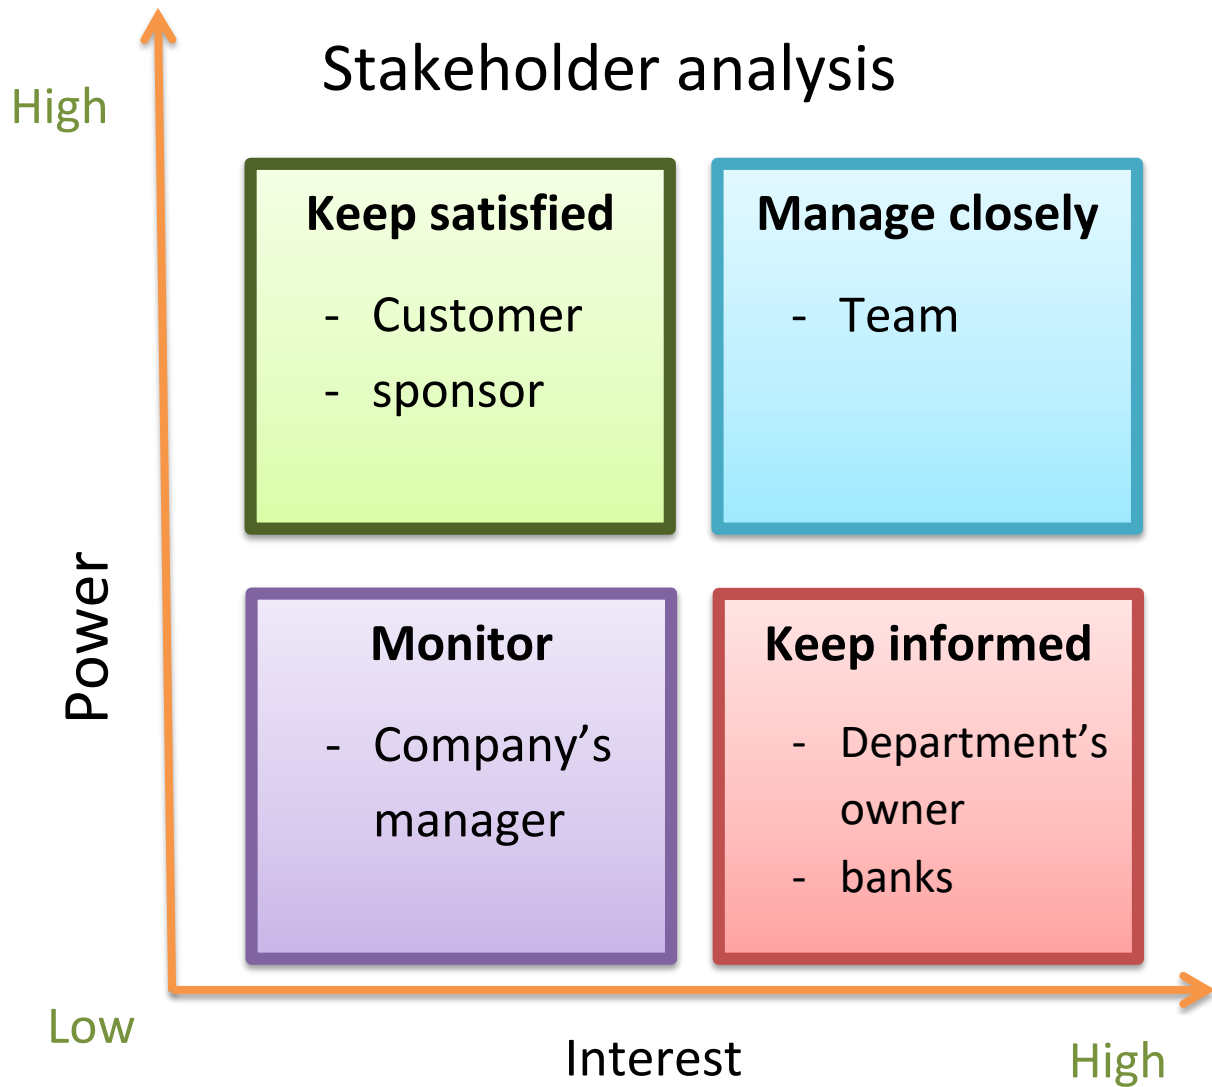 Stakeholder analysis
High
Keep satisfied
- Customer
- sponsor
Manage closely
- Team
Power
Monitor
- Company’s
manager
Keep informed
- Department’s
owner
- banks
Low
Interest
High